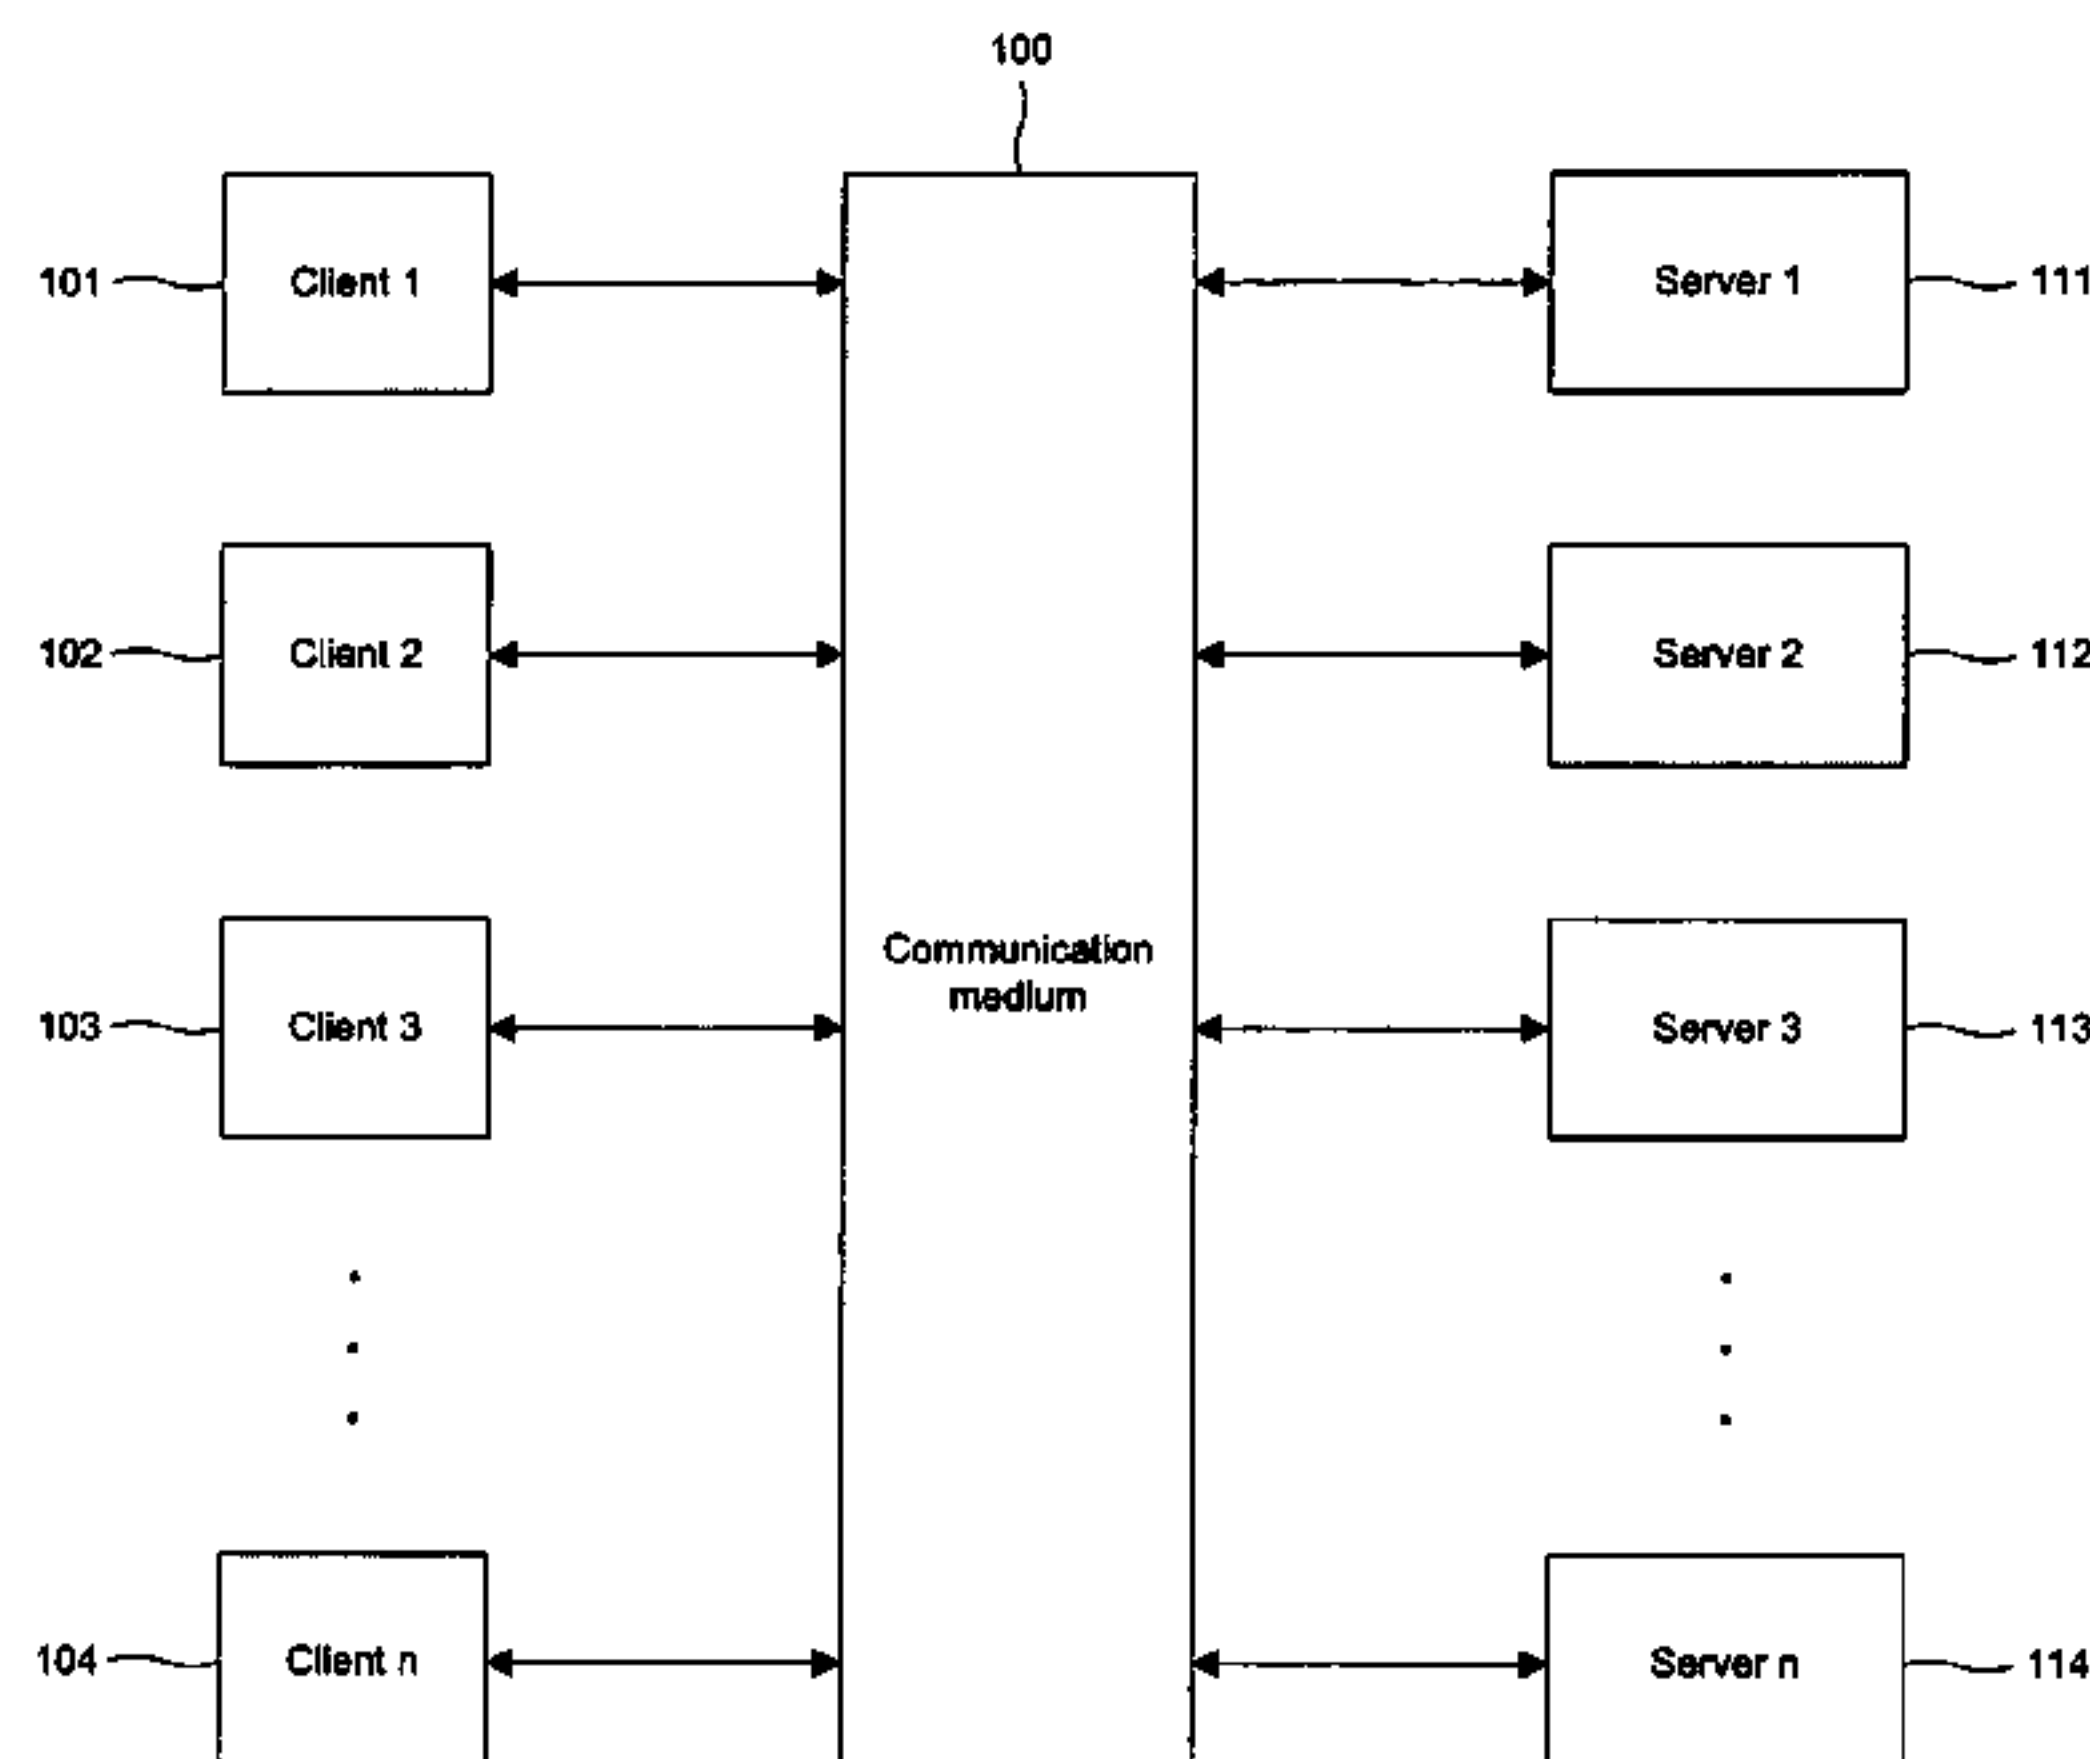 100
101 Client 1 Server 1 111
102 Client 2 Server 2 112
Communication
medium
103 Client 3 Server 3 113
104 Client n Server n 114